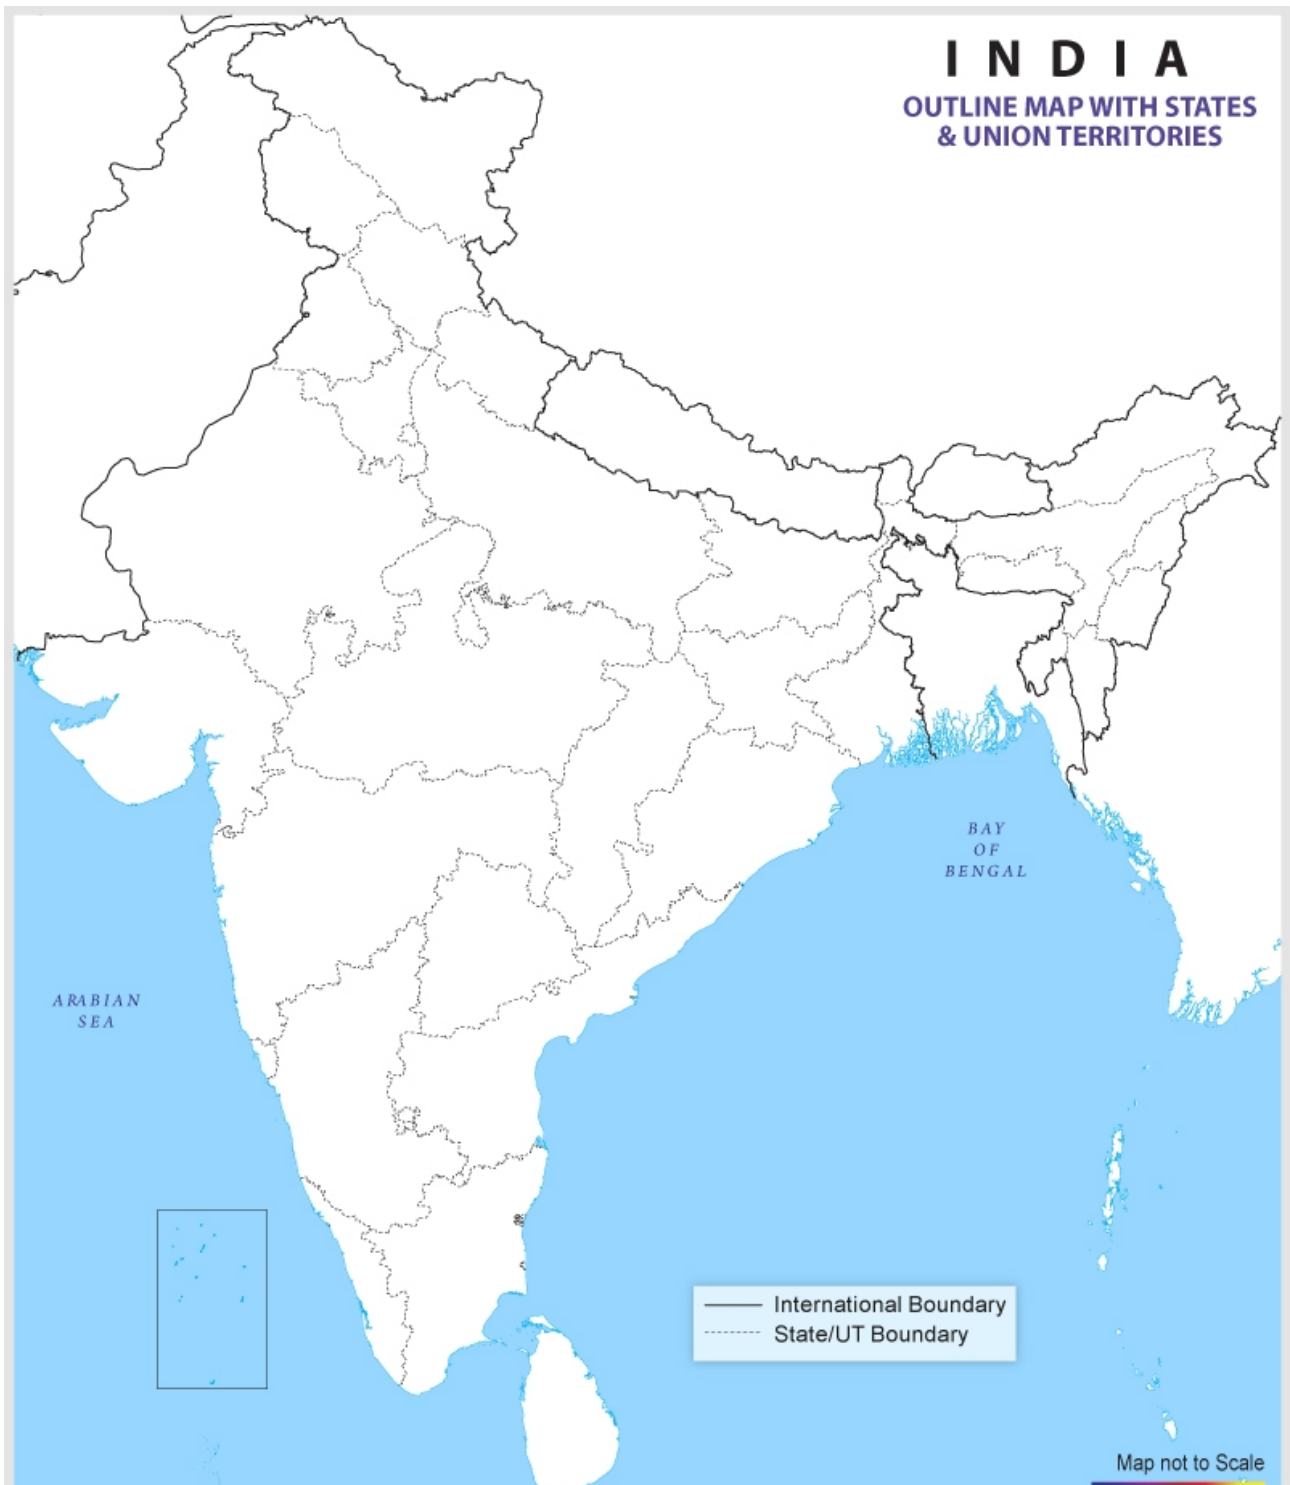 INDIA
OUTLINE MAP WITH STATES
& UNION TERRITORIES
BAY
OF
BENGAL
ARABIAN
SEA
International Boundary
State/UT Boundary
Map not to Scale